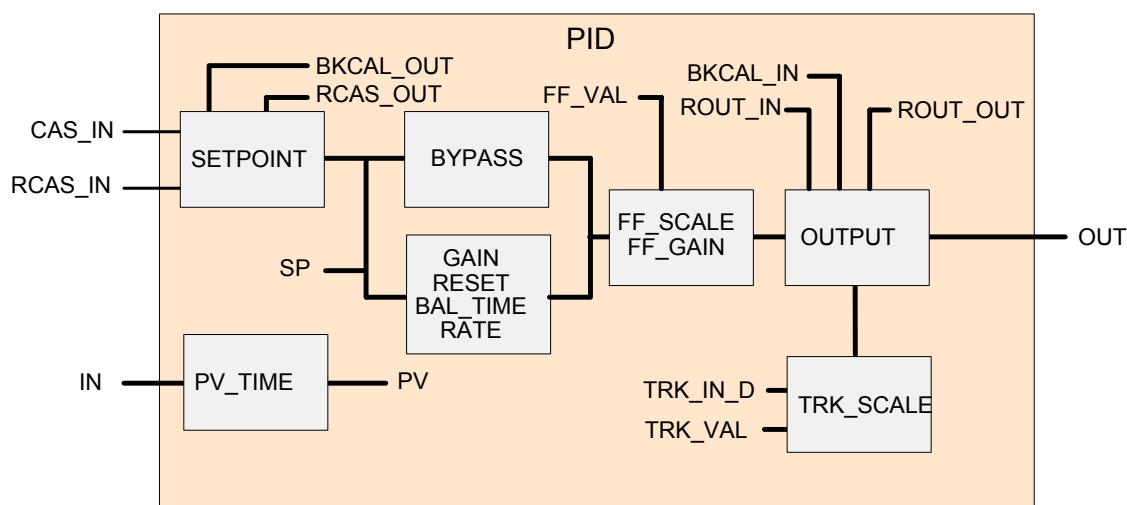 PID
BKCAL_OUT
RCAS_OUT
CAS_IN
RCAS_IN
SETPOINT
BYPASS
FF_VAL
BKCAL_IN
ROUT_IN
ROUT_OUT
FF_SCALE
FF_GAIN
OUTPUT
OUT
SP
GAIN
RESET
BAL_TIME
RATE
IN
PV_TIME
PV
TRK_IN_D
TRK_VAL
TRK_SCALE